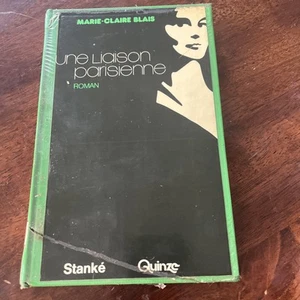 MARIE-CLAIRE BLAIS
une Liaison
parisienne
ROMAN
Stanké
Quinze